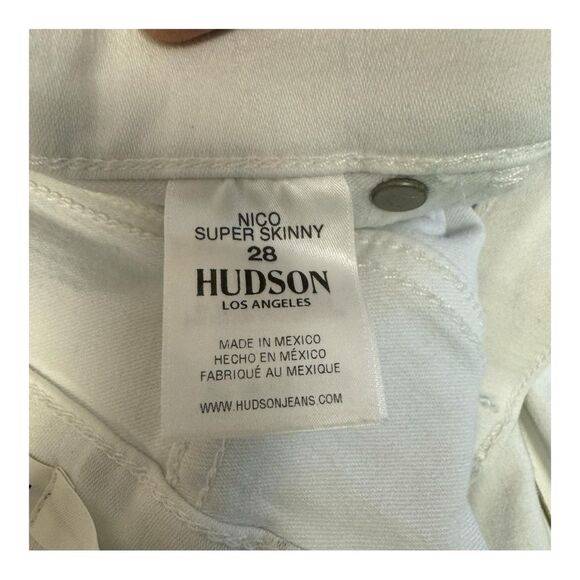 NICO
SUPER SKINNY
28
HUDSON
LOS ANGELES
MADE IN MEXICO
HECHO EN MÉXICO
FABRIQUÉ AU MEXIQUE
WWW.HUDSONJEANS.COM